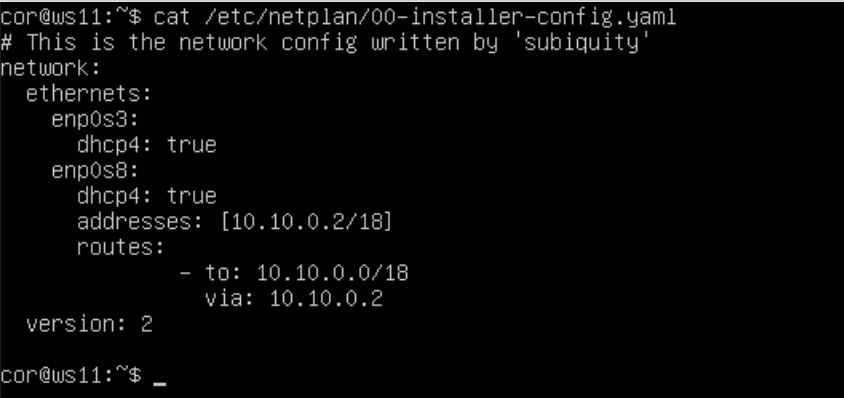 cor@ws11:~$ cat /etc/netplan/00-installer-config.yaml
# This is the network config written by 'subiquity'
network:
  ethernets:
    enp0s3:
      dhcp4: true
    enp0s8:
      dhcp4: true
      addresses: [10.10.0.2/18]
      routes:
              - to: 10.10.0.0/18
                via: 10.10.0.2
  version: 2

cor@ws11:~$ _